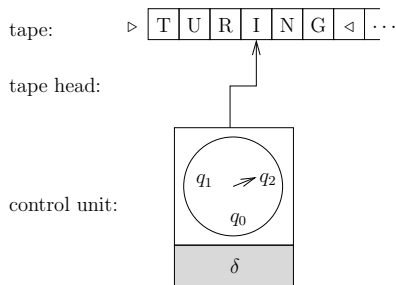 tape: ▷ T U R I N G ◁ ···
tape head:
q₁ q₂
control unit: q₀
δ